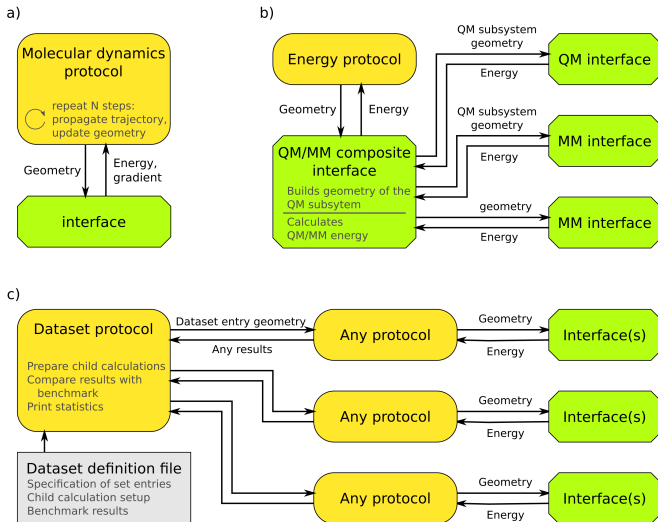 a)
Molecular dynamics
protocol
repeat N steps:
propagate trajectory,
update geometry
Geometry
Energy,
gradient
interface
b)
Energy protocol
Geometry
Energy
QM/MM composite
interface
Builds geometry of the
QM subsytem
Calculates
QM/MM energy
QM subsystem
geometry
Energy
QM interface
QM subsystem
geometry
Energy
MM interface
geometry
Energy
MM interface
c)
Dataset protocol
Prepare child calculations
Compare results with
benchmark
Print statistics
Dataset entry geometry
Any results
Any protocol
Geometry
Energy
Interface(s)
Any protocol
Geometry
Energy
Interface(s)
Dataset definition file
Specification of set entries
Child calculation setup
Benchmark results
Any protocol
Geometry
Energy
Interface(s)